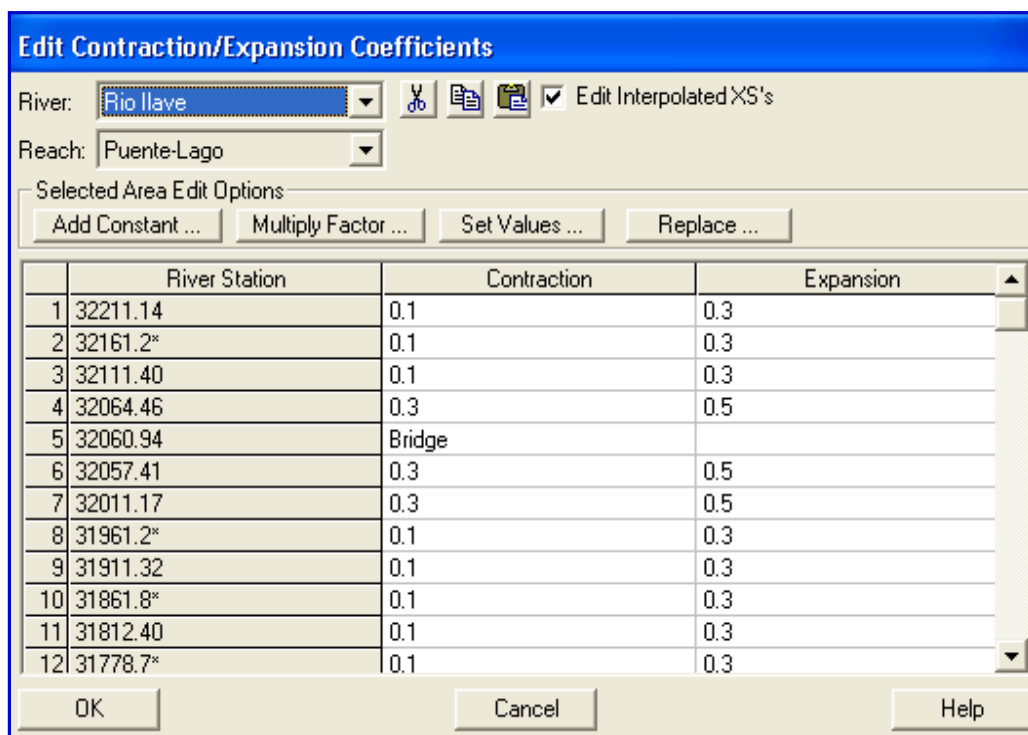 Edit Contraction/Expansion Coefficients
River: Rio Ilave Edit Interpolated XS's
Reach: Puente-Lago
Selected Area Edit Options
Add Constant ... Multiply Factor ... Set Values ... Replace ...
River Station Contraction Expansion
1 32211.14 0.1 0.3
2 32161.2* 0.1 0.3
3 32111.40 0.1 0.3
4 32064.46 0.3 0.5
5 32060.94 Bridge
6 32057.41 0.3 0.5
7 32011.17 0.3 0.5
8 31961.2* 0.1 0.3
9 31911.32 0.1 0.3
10 31861.8* 0.1 0.3
11 31812.40 0.1 0.3
12 31778.7* 0.1 0.3
OK Cancel Help